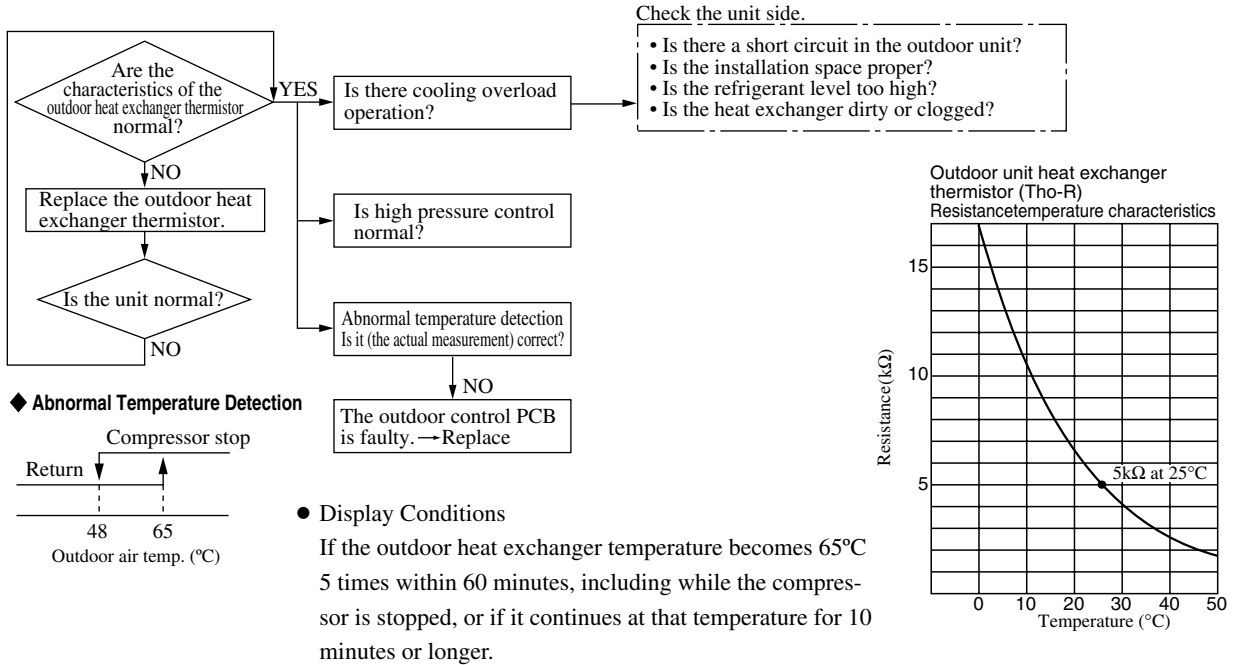 Check the unit side.
• Is there a short circuit in the outdoor unit?
• Is the installation space proper?
• Is the refrigerant level too high?
• Is the heat exchanger dirty or clogged?
Are the
characteristics of the
outdoor heat exchanger thermistor
normal?
YES
Is there cooling overload
operation?
NO
Replace the outdoor heat
exchanger thermistor.
Is high pressure control
normal?
Is the unit normal?
NO
Abnormal temperature detection
Is it (the actual measurement) correct?
NO
The outdoor control PCB
is faulty. → Replace
◆ Abnormal Temperature Detection
Compressor stop
Return
48 65
Outdoor air temp. (ºC)
● Display Conditions
If the outdoor heat exchanger temperature becomes 65ºC
5 times within 60 minutes, including while the compres-
sor is stopped, or if it continues at that temperature for 10
minutes or longer.
Outdoor unit heat exchanger
thermistor (Tho-R)
Resistancetemperature characteristics
15
10
5
Resistance(kΩ)
5kΩ at 25°C
0 10 20 30 40 50
Temperature (°C)